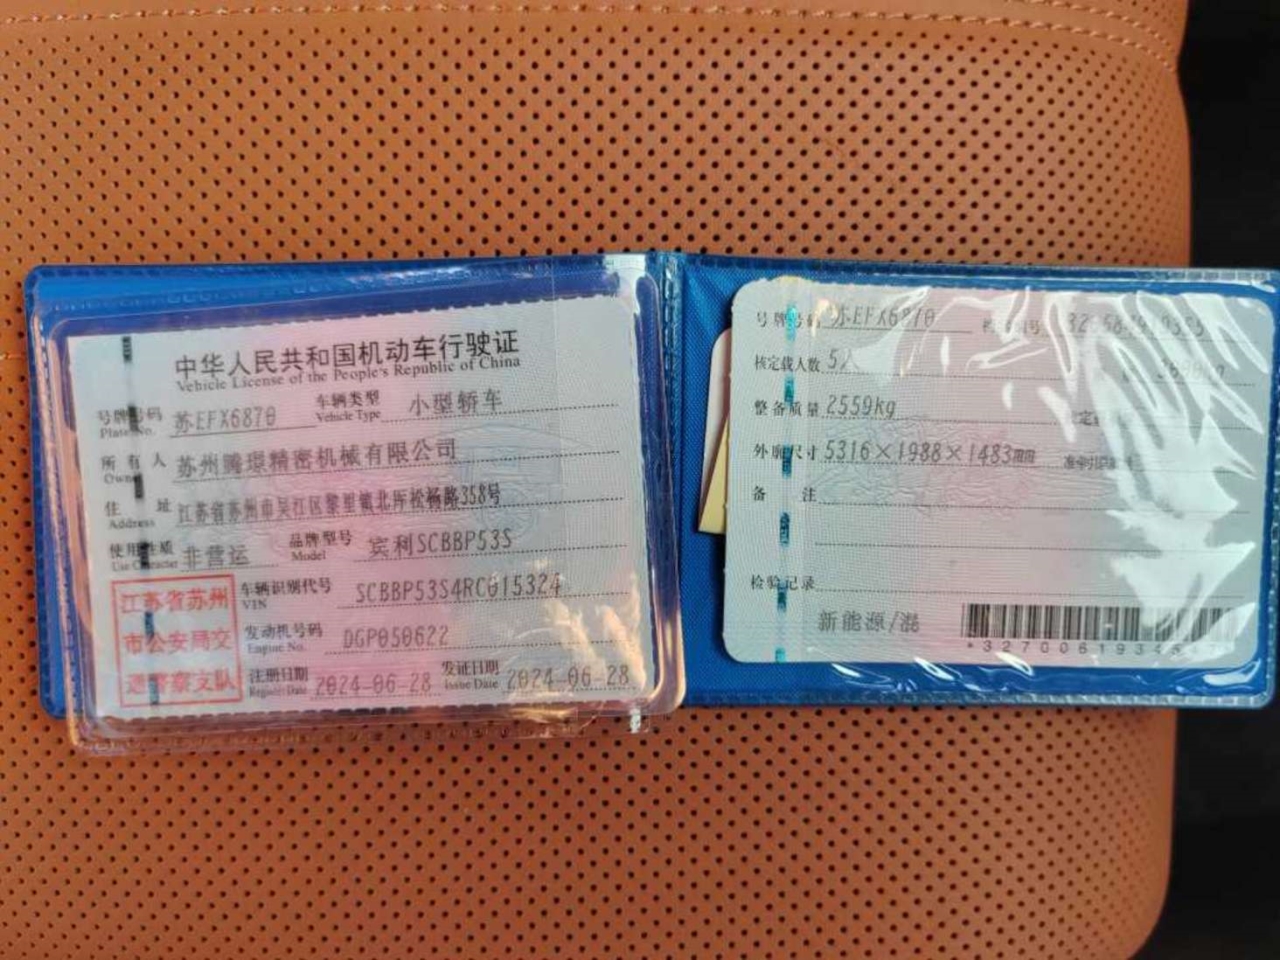 中华人民共和国机动车行驶证
Vehicle License of the People's Republic of China
号牌号码 苏EFX6870 车辆类型 小型轿车
Plate No. Vehicle Type
所有人 苏州腾璟精密机械有限公司
Owner
住址 江苏省苏州市吴江区黎里镇北厍松杨路358号
Address
使用性质 非营运 品牌型号 宾利SCBBP53S
Use Character Model
江苏省苏州
市公安局交
通警察支队
车辆识别代号 SCBBP53S4RC015324
VIN
发动机号码 DGP050622
Engine No.
注册日期 2024-06-28 发证日期 2024-06-28
Register Date Issue Date
号牌号码 苏EFX6870
核定载人数 5人
整备质量 2559kg
外廓尺寸 5316×1988×1483mm
备注
检验记录
新能源/混